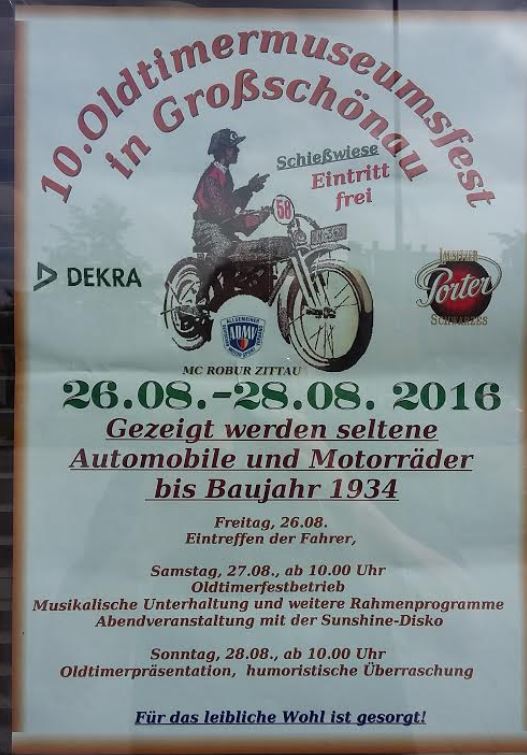 10.Oldtimermuseumsfest
in Großschönau
Schießwiese
Eintritt
frei
58
DEKRA
Porter
ADMV
MC ROBUR ZITTAU
26.08.-28.08. 2016
Gezeigt werden seltene
Automobile und Motorräder
bis Baujahr 1934
Freitag, 26.08.
Eintreffen der Fahrer,
Samstag, 27.08., ab 10.00 Uhr
Oldtimerfestbetrieb
Musikalische Unterhaltung und weitere Rahmenprogramme
Abendveranstaltung mit der Sunshine-Disko
Sonntag, 28.08., ab 10.00 Uhr
Oldtimerpräsentation, humoristische Überraschung
Für das leibliche Wohl ist gesorgt!